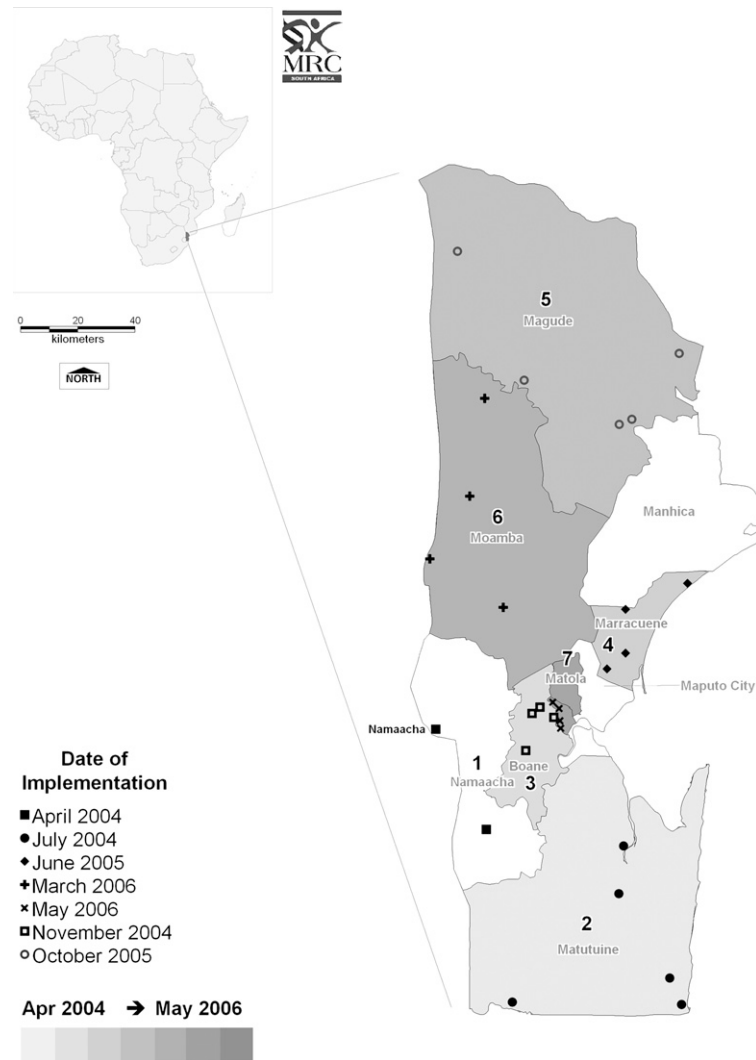 MRC
SOUTH AFRICA
0 20 40
kilometers
NORTH
5
Magude
Manhica
6
Moamba
Marracuene
4
7
Matola
Maputo City
Namaacha
1
Namaacha
Boane
3
2
Matutuine
Date of
Implementation
April 2004
July 2004
June 2005
March 2006
May 2006
November 2004
October 2005
Apr 2004 → May 2006